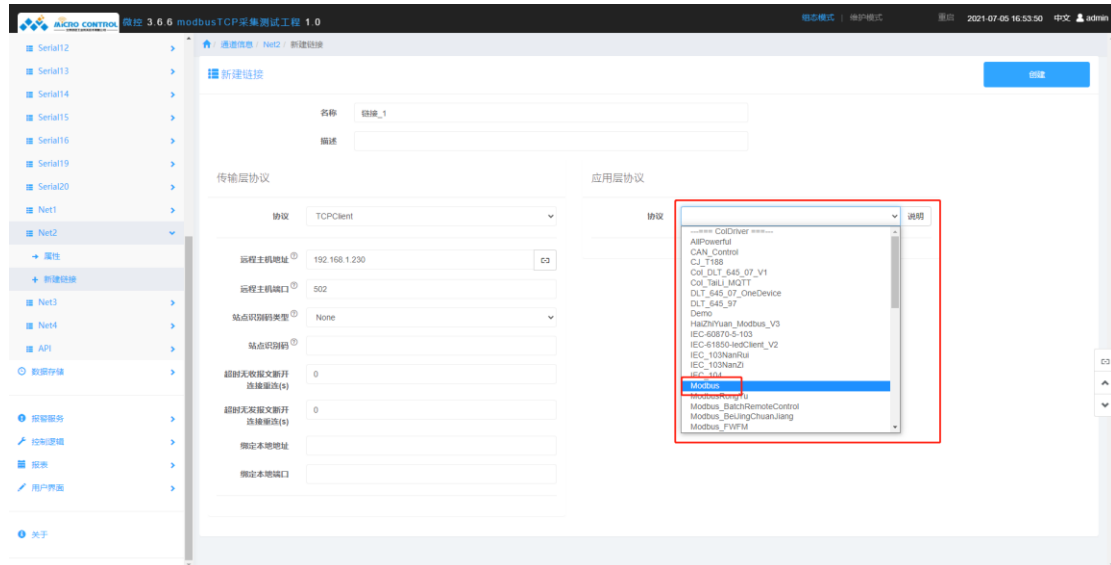 MiCRO CONTROL 微控 3.6.6 modbusTCP采集测试工程 1.0
组态模式 | 维护模式
重启 2021-07-05 16:53:50 中文 admin
Serial12
Serial13
Serial14
Serial15
Serial16
Serial19
Serial20
Net1
Net2
属性
新建链接
Net3
Net4
API
数据存储
报警服务
控制逻辑
报表
用户界面
关于
/ 通道信息 / Net2 / 新建链接
新建链接
创建
名称 链接_1
描述
传输层协议
协议 TCPClient
远程主机地址 192.168.1.230
远程主机端口 502
站点识别码类型 None
站点识别码
超时无收报文断开
连接重连(s)
0
超时无发报文断开
连接重连(s)
0
绑定本地地址
绑定本地端口
应用层协议
协议 说明
---=== ColDriver ===---
AllPowerful
CAN_Control
CJ_T188
Col_DLT_645_07_V1
Col_TaiLi_MQTT
DLT_645_07_OneDevice
DLT_645_97
Demo
HaiZhiYuan_Modbus_V3
IEC-60870-5-103
IEC-61850-IedClient_V2
IEC_103NanRui
IEC_103NanZi
IEC_104
Modbus
ModbusRongYu
Modbus_BatchRemoteControl
Modbus_BeiJingChuanJiang
Modbus_FWFM